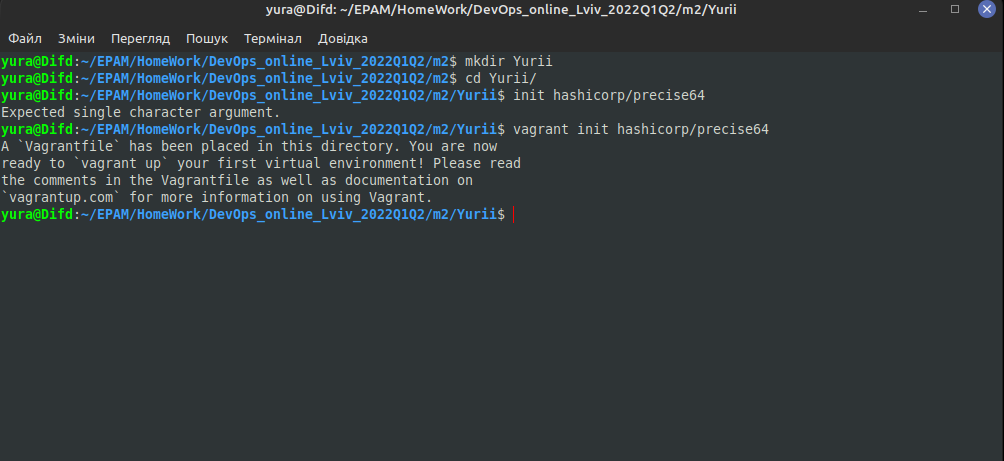 yura@Difd: ~/EPAM/HomeWork/DevOps_online_Lviv_2022Q1Q2/m2/Yurii
Файл Зміни Перегляд Пошук Термінал Довідка
yura@Difd:~/EPAM/HomeWork/DevOps_online_Lviv_2022Q1Q2/m2$ mkdir Yurii
yura@Difd:~/EPAM/HomeWork/DevOps_online_Lviv_2022Q1Q2/m2$ cd Yurii/
yura@Difd:~/EPAM/HomeWork/DevOps_online_Lviv_2022Q1Q2/m2/Yurii$ init hashicorp/precise64
Expected single character argument.
yura@Difd:~/EPAM/HomeWork/DevOps_online_Lviv_2022Q1Q2/m2/Yurii$ vagrant init hashicorp/precise64
A `Vagrantfile` has been placed in this directory. You are now
ready to `vagrant up` your first virtual environment! Please read
the comments in the Vagrantfile as well as documentation on
`vagrantup.com` for more information on using Vagrant.
yura@Difd:~/EPAM/HomeWork/DevOps_online_Lviv_2022Q1Q2/m2/Yurii$